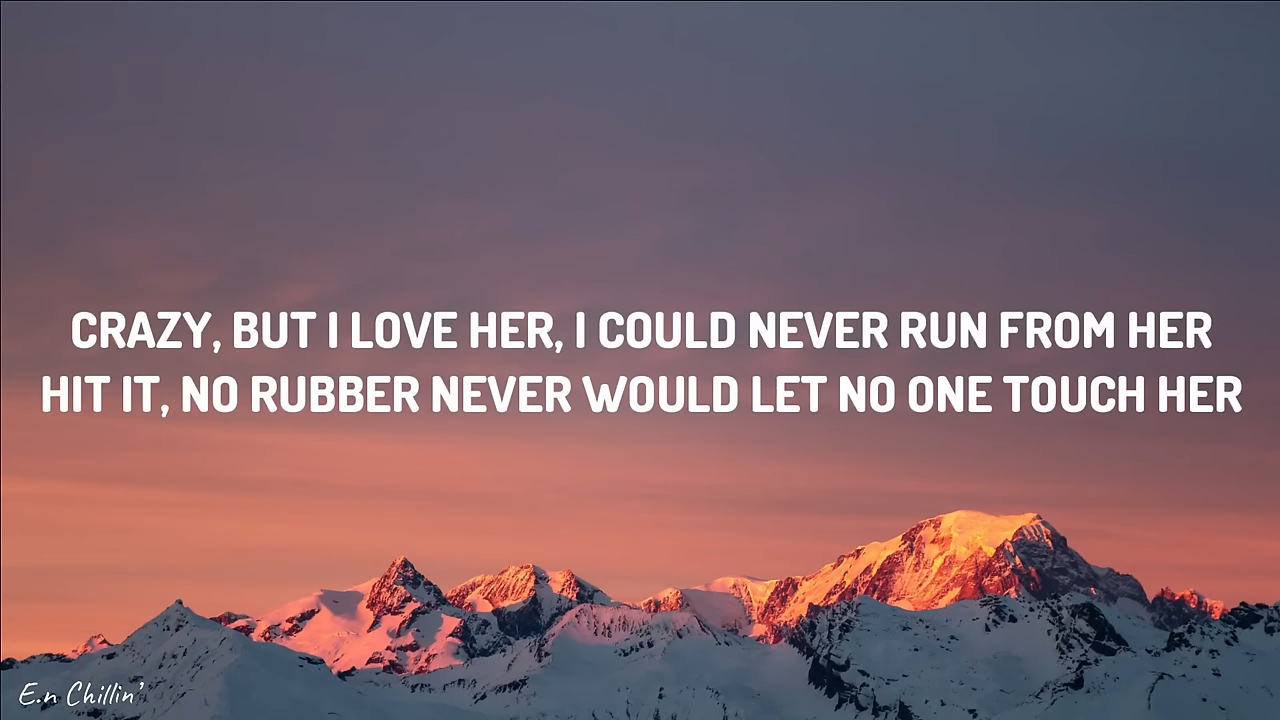 CRAZY, BUT I LOVE HER, I COULD NEVER RUN FROM HER
HIT IT, NO RUBBER NEVER WOULD LET NO ONE TOUCH HER
E.n Chillin'